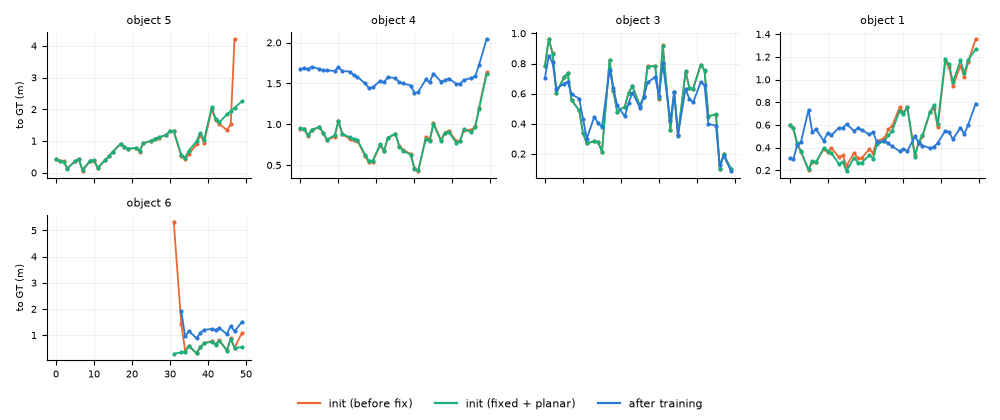 object 5
object 4
object 3
object 1
to GT (m)
4
3
2
1
0
2.0
1.5
1.0
0.5
1.0
0.8
0.6
0.4
0.2
1.4
1.2
1.0
0.8
0.6
0.4
0.2
object 6
to GT (m)
5
4
3
2
1
0 10 20 30 40 50
init (before fix) init (fixed + planar) after training